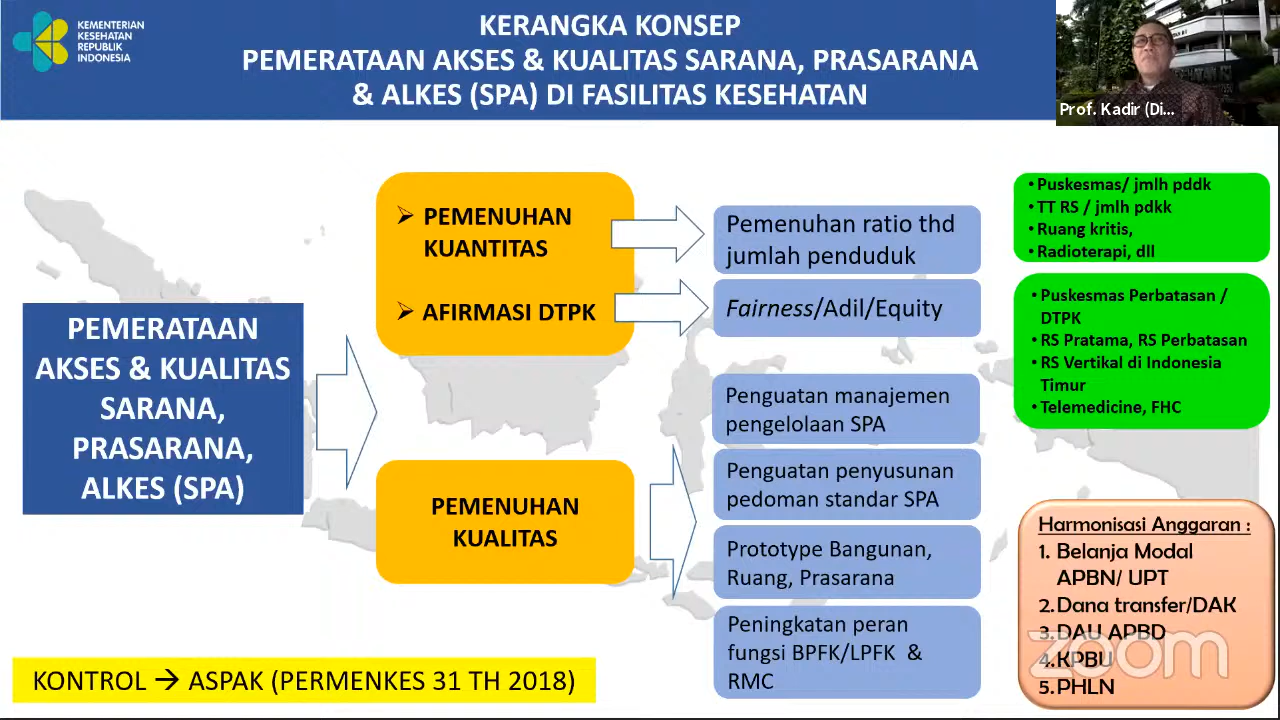 KEMENTERIAN
KESEHATAN
REPUBLIK
INDONESIA
KERANGKA KONSEP
PEMERATAAN AKSES & KUALITAS SARANA, PRASARANA
& ALKES (SPA) DI FASILITAS KESEHATAN
Prof. Kadir (Di...
PEMERATAAN
AKSES & KUALITAS
SARANA,
PRASARANA,
ALKES (SPA)
➢ PEMENUHAN
KUANTITAS
➢ AFIRMASI DTPK
PEMENUHAN
KUALITAS
Pemenuhan ratio thd
jumlah penduduk
Fairness/Adil/Equity
Penguatan manajemen
pengelolaan SPA
Penguatan penyusunan
pedoman standar SPA
Prototype Bangunan,
Ruang, Prasarana
Peningkatan peran
fungsi BPFK/LPFK &
RMC
• Puskesmas/ jmlh pddk
• TT RS / jmlh pdkk
• Ruang kritis,
• Radioterapi, dll
• Puskesmas Perbatasan /
DTPK
• RS Pratama, RS Perbatasan
• RS Vertikal di Indonesia
Timur
• Telemedicine, FHC
Harmonisasi Anggaran :
1. Belanja Modal
APBN/ UPT
2. Dana transfer/DAK
3. DAU APBD
4. KPBU
5. PHLN
zoom
KONTROL → ASPAK (PERMENKES 31 TH 2018)